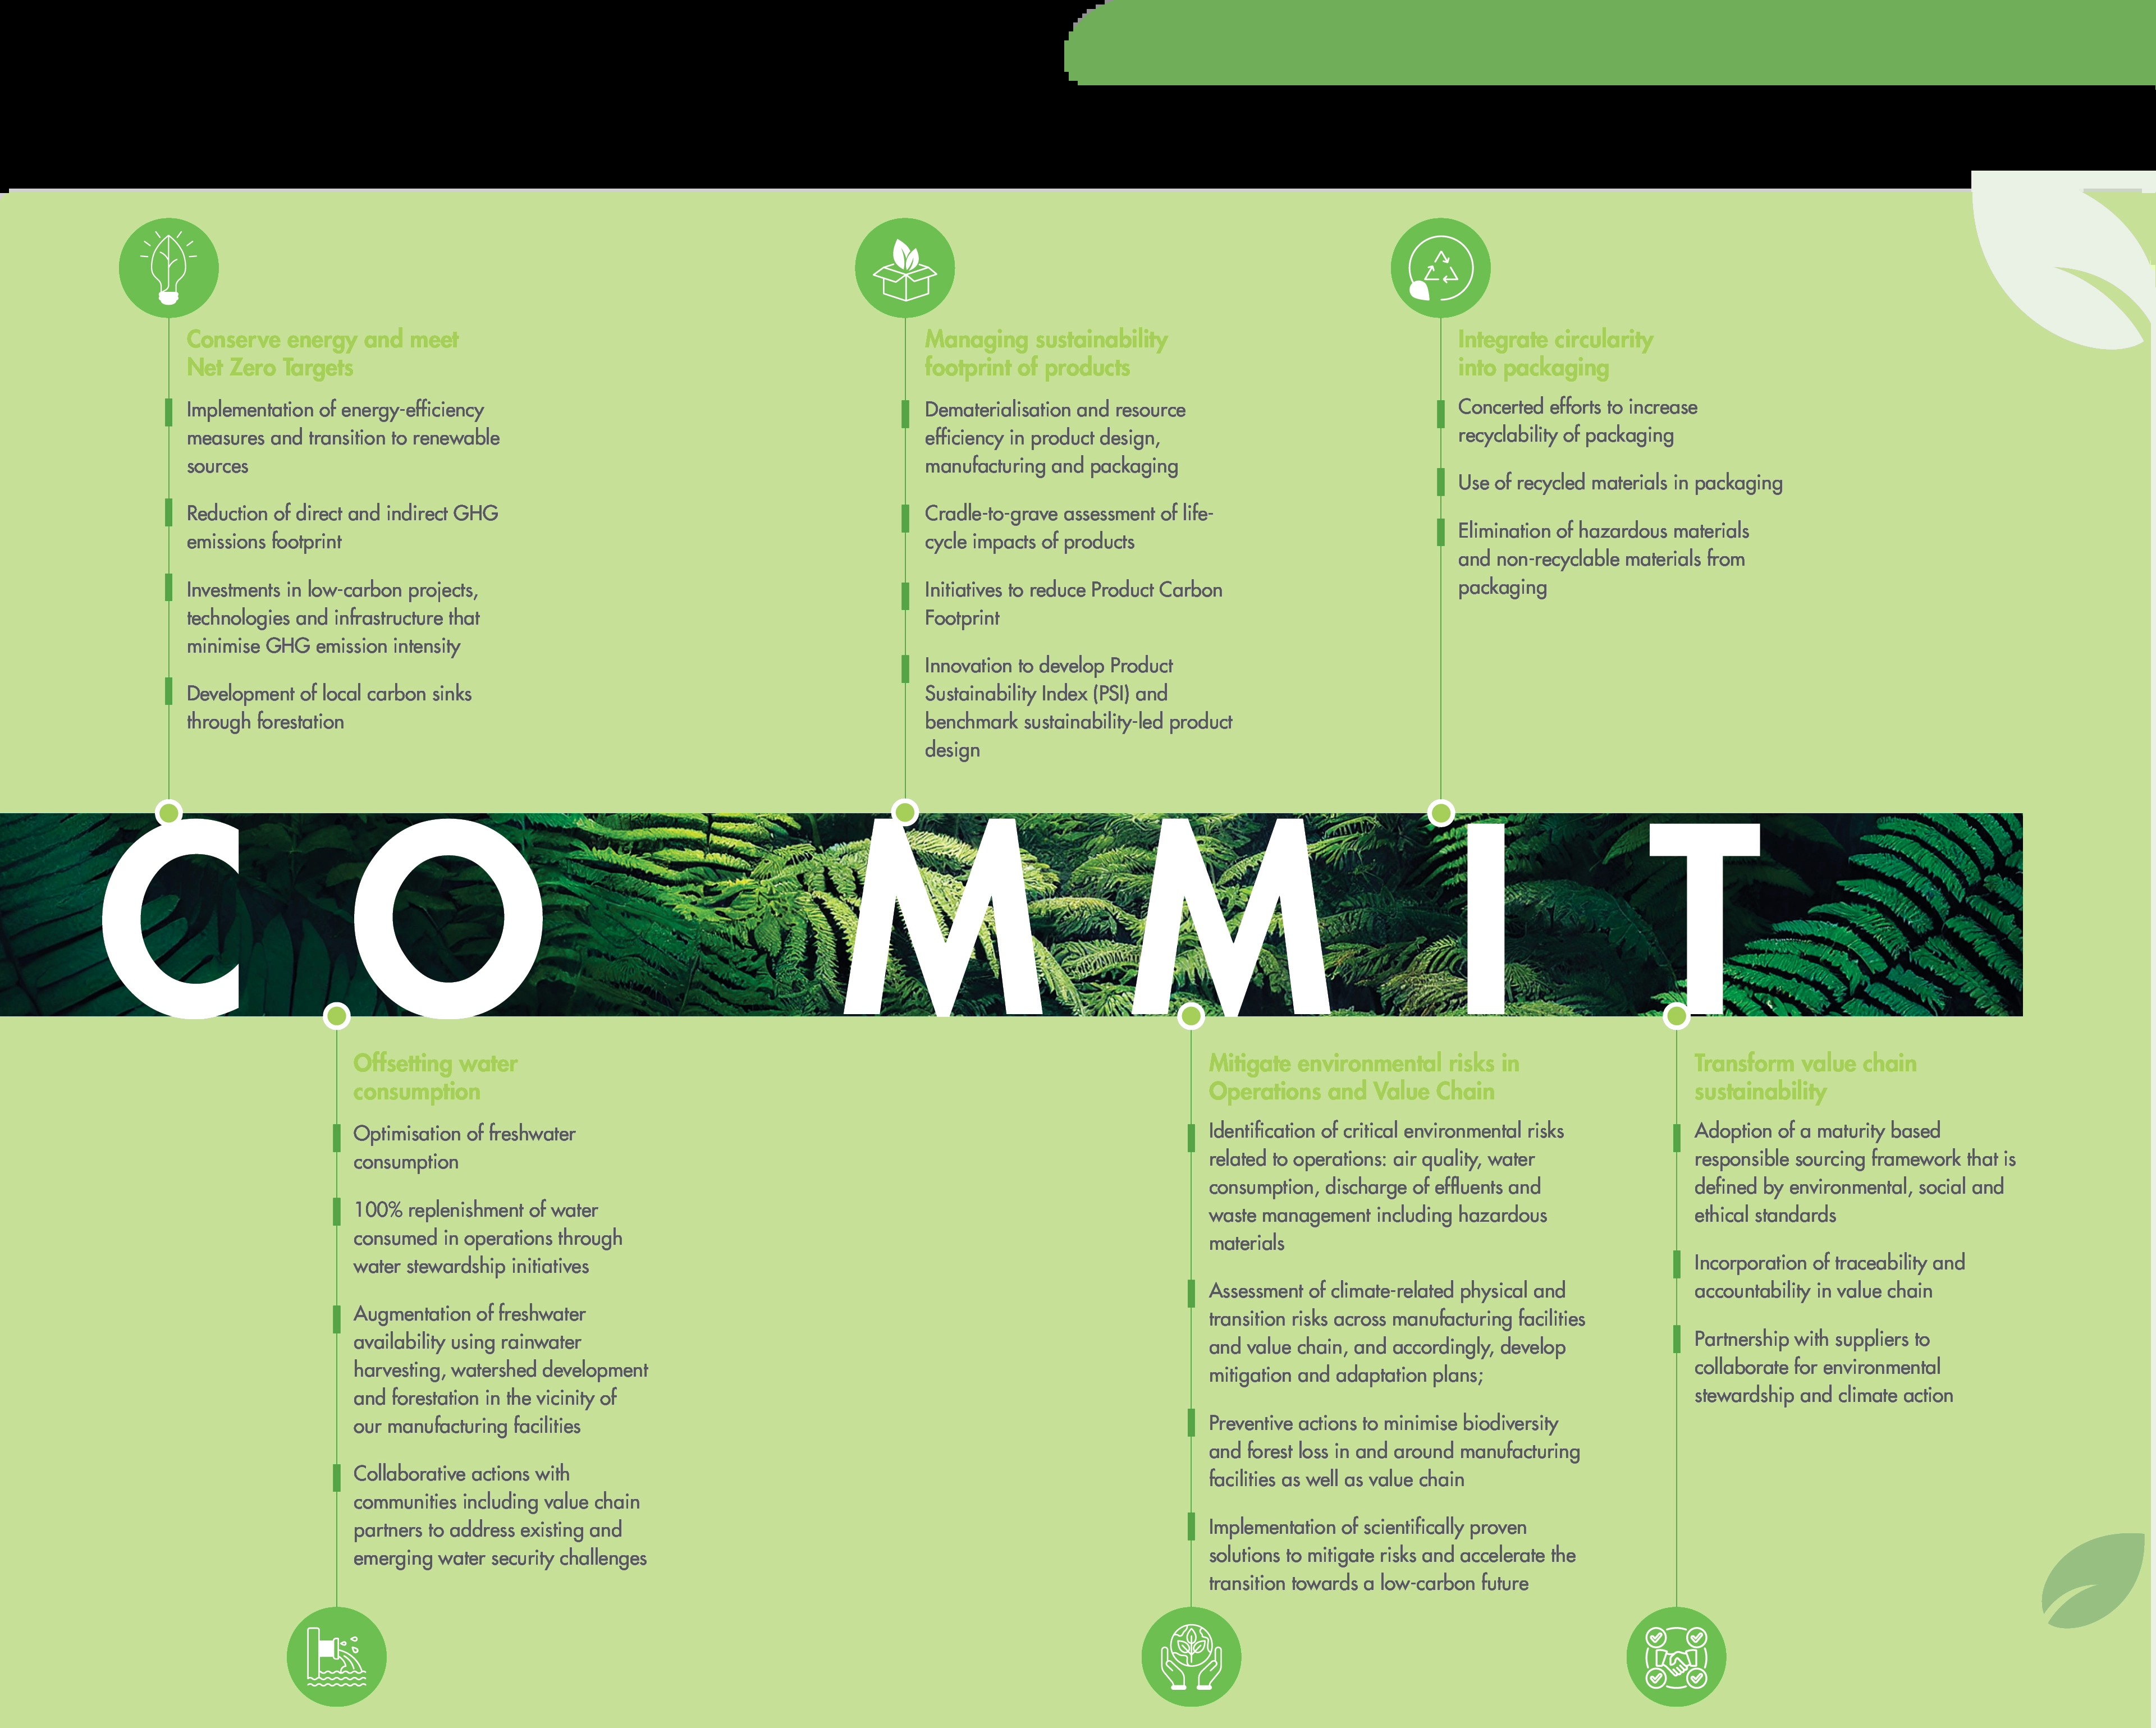 Conserve energy and meet
Net Zero Targets
Implementation of energy-efficiency
measures and transition to renewable
sources
Reduction of direct and indirect GHG
emissions footprint
Investments in low-carbon projects,
technologies and infrastructure that
minimise GHG emission intensity
Development of local carbon sinks
through forestation
Managing sustainability
footprint of products
Dematerialisation and resource
efficiency in product design,
manufacturing and packaging
Cradle-to-grave assessment of life-
cycle impacts of products
Initiatives to reduce Product Carbon
Footprint
Innovation to develop Product
Sustainability Index (PSI) and
benchmark sustainability-led product
design
Integrate circularity
into packaging
Concerted efforts to increase
recyclability of packaging
Use of recycled materials in packaging
Elimination of hazardous materials
and non-recyclable materials from
packaging
COMMIT
Offsetting water
consumption
Optimisation of freshwater
consumption
100% replenishment of water
consumed in operations through
water stewardship initiatives
Augmentation of freshwater
availability using rainwater
harvesting, watershed development
and forestation in the vicinity of
our manufacturing facilities
Collaborative actions with
communities including value chain
partners to address existing and
emerging water security challenges
Mitigate environmental risks in
Operations and Value Chain
Identification of critical environmental risks
related to operations: air quality, water
consumption, discharge of effluents and
waste management including hazardous
materials
Assessment of climate-related physical and
transition risks across manufacturing facilities
and value chain, and accordingly, develop
mitigation and adaptation plans;
Preventive actions to minimise biodiversity
and forest loss in and around manufacturing
facilities as well as value chain
Implementation of scientifically proven
solutions to mitigate risks and accelerate the
transition towards a low-carbon future
Transform value chain
sustainability
Adoption of a maturity based
responsible sourcing framework that is
defined by environmental, social and
ethical standards
Incorporation of traceability and
accountability in value chain
Partnership with suppliers to
collaborate for environmental
stewardship and climate action